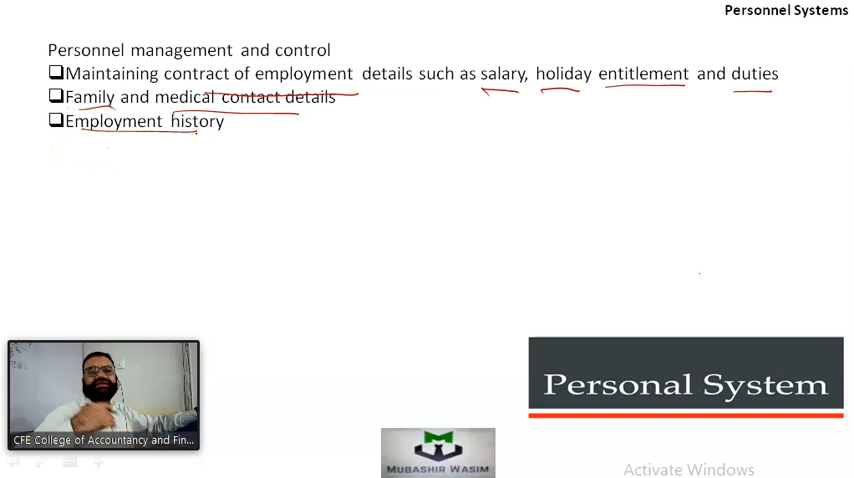 Personnel Systems
Personnel management and control
❑Maintaining contract of employment details such as salary, holiday entitlement and duties
❑Family and medical contact details
❑Employment history
Personal System
CFE College of Accountancy and Fin...
MUBASHIR WASIM
Activate Windows